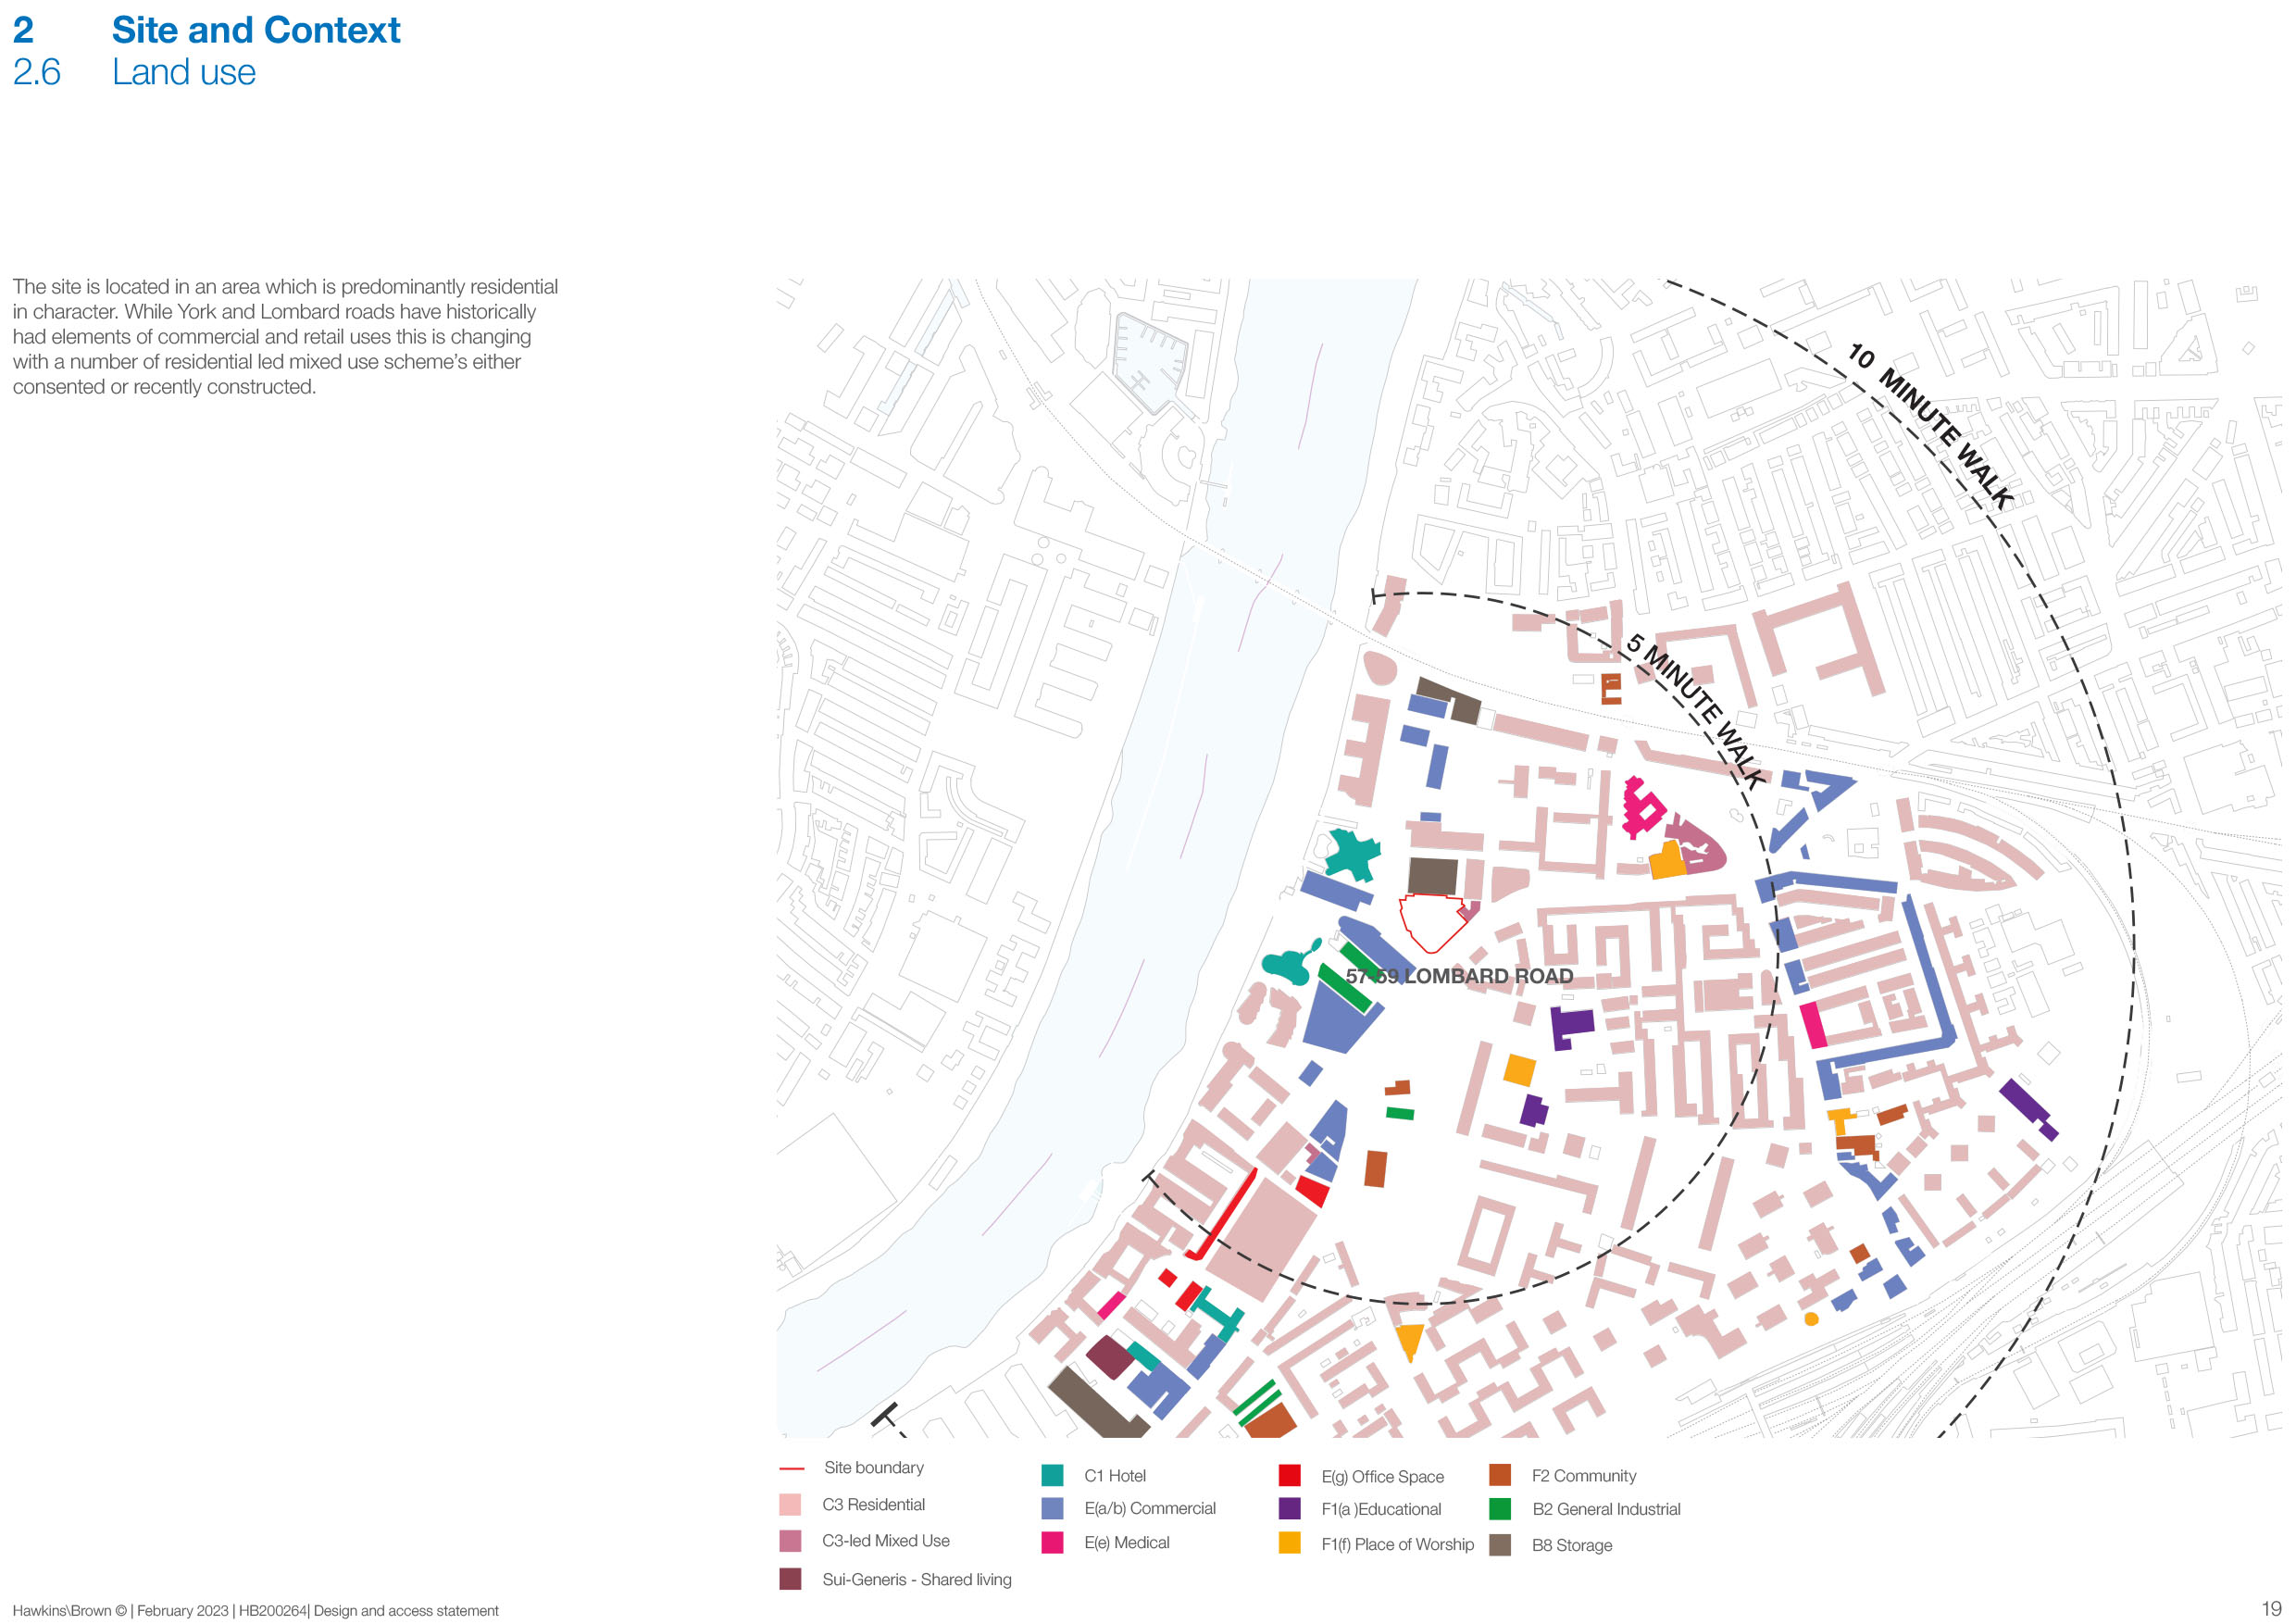 2 Site and Context
2.6 Land use
The site is located in an area which is predominantly residential
in character. While York and Lombard roads have historically
had elements of commercial and retail uses this is changing
with a number of residential led mixed use scheme's either
consented or recently constructed.
10 MINUTE WALK
5 MINUTE WALK
57-59 LOMBARD ROAD
Site boundary
C3 Residential
C3-led Mixed Use
Sui-Generis - Shared living
C1 Hotel
E(a/b) Commercial
E(e) Medical
E(g) Office Space
F1(a )Educational
F1(f) Place of Worship
F2 Community
B2 General Industrial
B8 Storage
Hawkins\Brown © | February 2023 | HB200264| Design and access statement
19